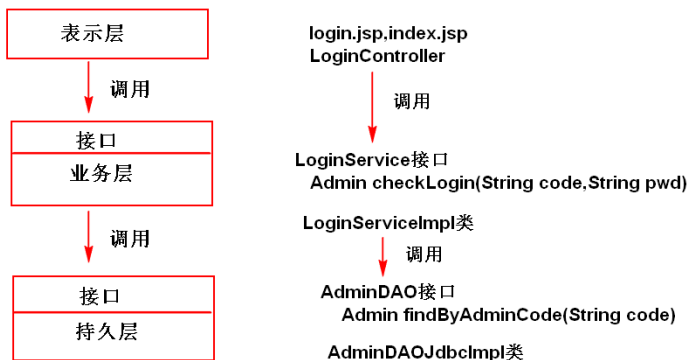 表示层
调用
接口
业务层
调用
接口
持久层
login.jsp,index.jsp
LoginController
调用
LoginService接口
Admin checkLogin(String code,String pwd)
LoginServiceImpl类
调用
AdminDAO接口
Admin findByAdminCode(String code)
AdminDAOJdbcImpl类